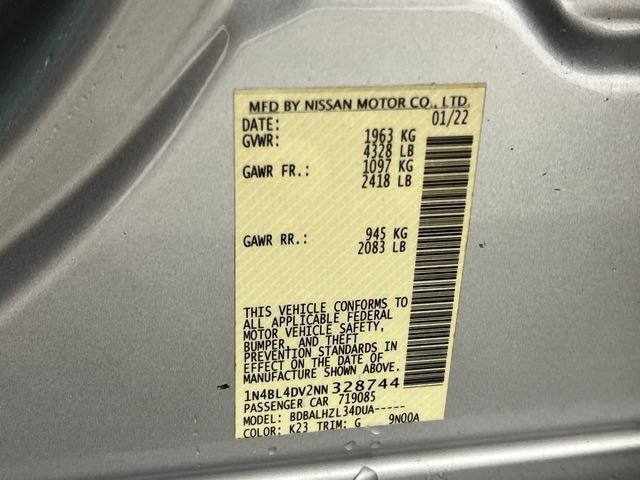 MFD BY NISSAN MOTOR CO., LTD.
DATE: 01/22
GVWR: 1963 KG
4328 LB
GAWR FR.: 1097 KG
2418 LB
GAWR RR.: 945 KG
2083 LB
THIS VEHICLE CONFORMS TO
ALL APPLICABLE FEDERAL
MOTOR VEHICLE SAFETY,
BUMPER, AND THEFT
PREVENTION STANDARDS IN
EFFECT ON THE DATE OF
MANUFACTURE SHOWN ABOVE.
1N4BL4DV2NN328744
PASSENGER CAR 719085
MODEL: BDBALHZL34DUA-----
COLOR: K23 TRIM: G 9N00A